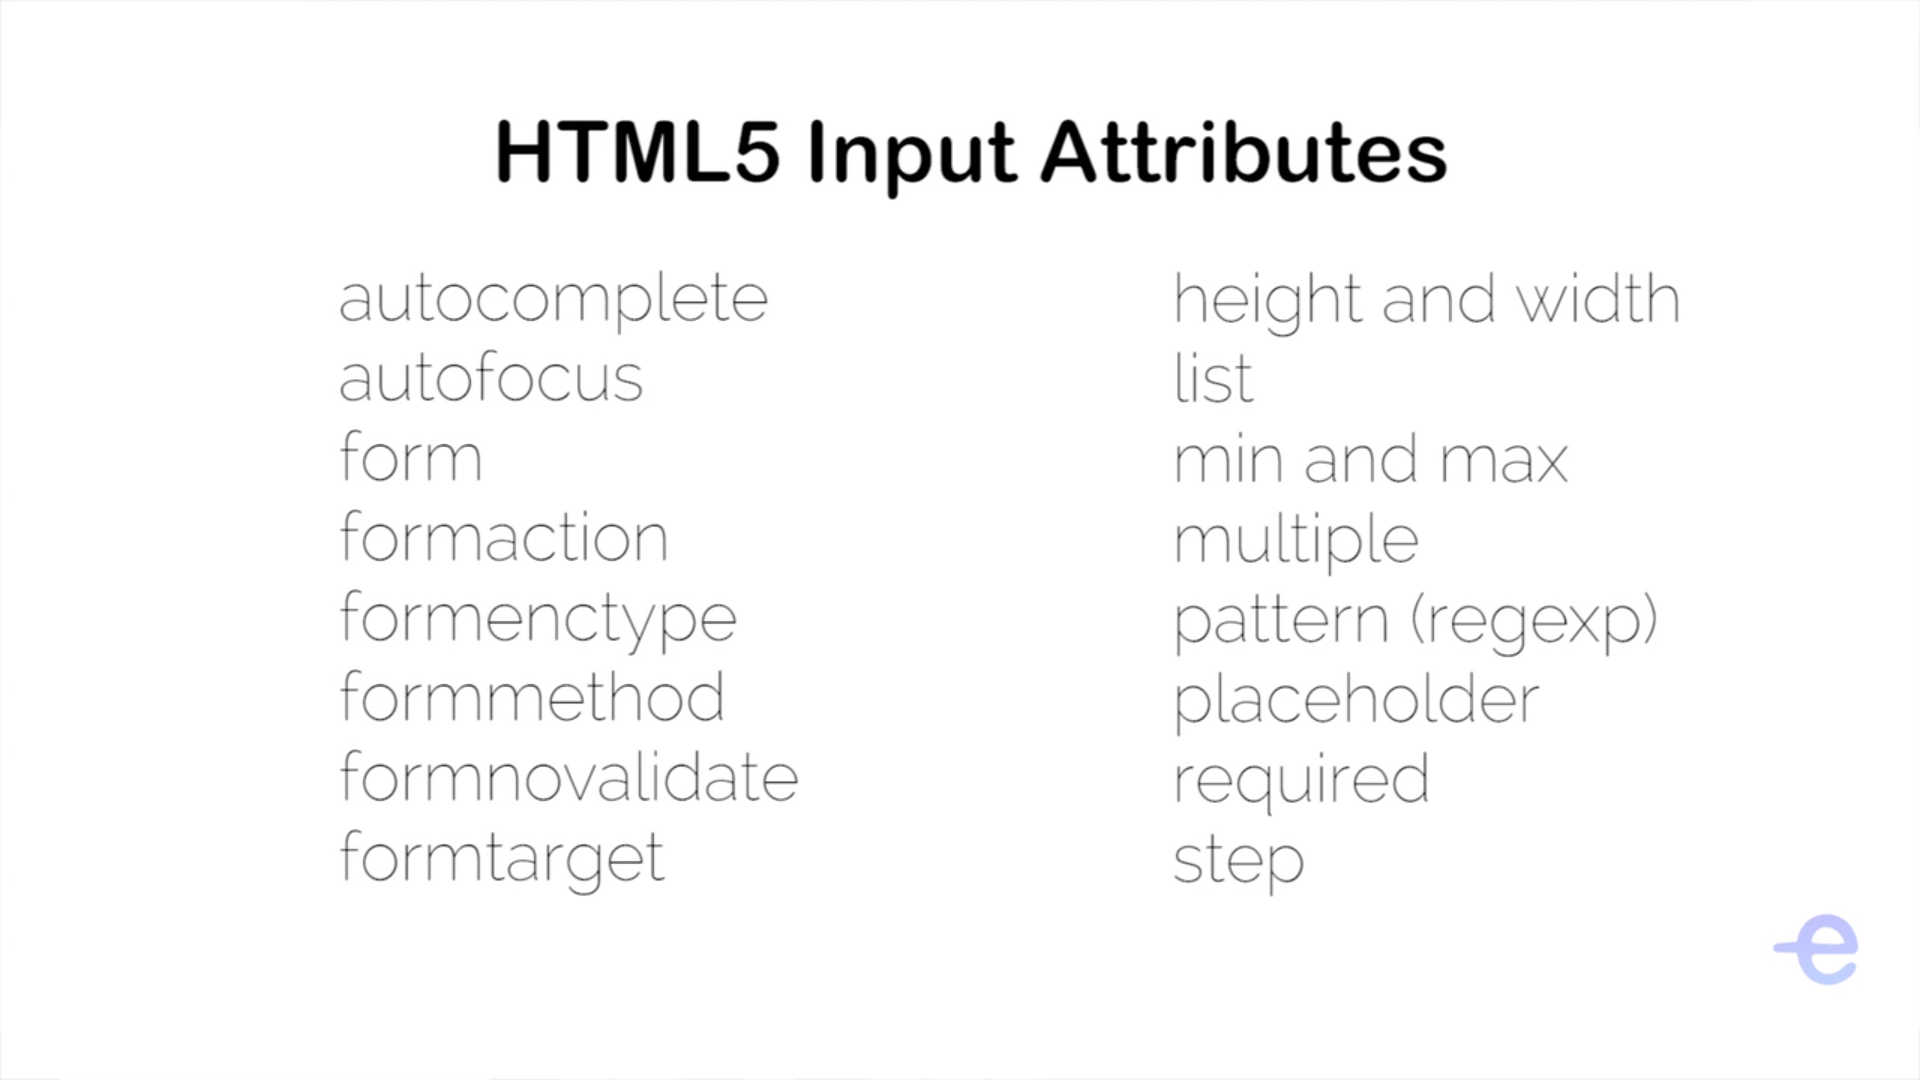 HTML5 Input Attributes
autocomplete
autofocus
form
formaction
formenctype
formmethod
formnovalidate
formtarget
height and width
list
min and max
multiple
pattern (regexp)
placeholder
required
step
e